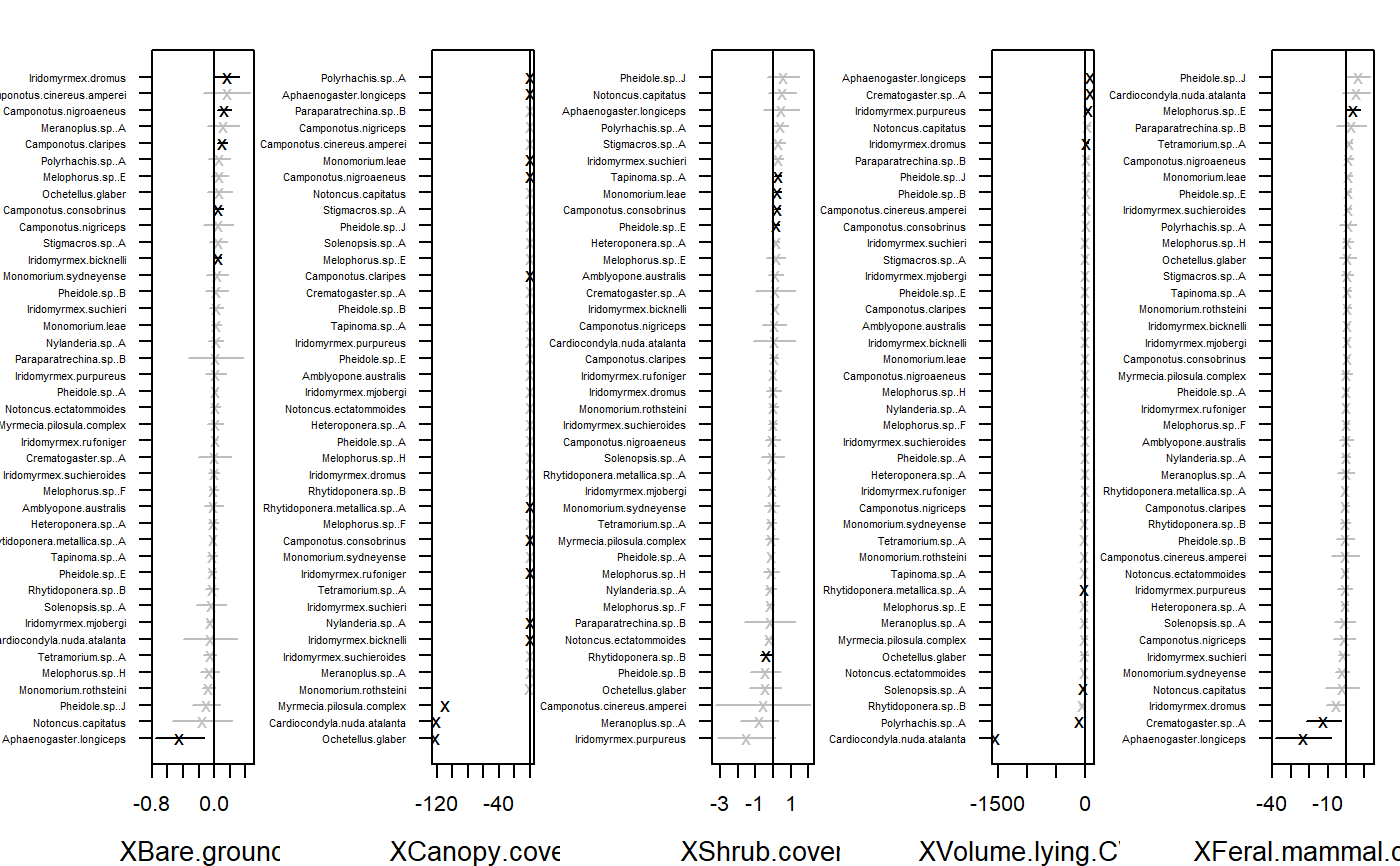 Iridomyrmex.dromus
ponotus.cinereus.amperei
Camponotus.nigroaeneus
Meranoplus.sp..A
Camponotus.claripes
Polyrhachis.sp..A
Melophorus.sp..E
Ochetellus.glaber
Camponotus.consobrinus
Camponotus.nigriceps
Stigmacros.sp..A
Iridomyrmex.bicknelli
Monomorium.sydneyense
Pheidole.sp..B
Iridomyrmex.suchieri
Monomorium.leae
Nylanderia.sp..A
Paraparatrechina.sp..B
Iridomyrmex.purpureus
Pheidole.sp..A
Notoncus.ectatommoides
Myrmecia.pilosula.complex
Iridomyrmex.rufoniger
Crematogaster.sp..A
Iridomyrmex.suchieroides
Melophorus.sp..F
Amblyopone.australis
Heteroponera.sp..A
ytidoponera.metallica.sp..A
Tapinoma.sp..A
Pheidole.sp..E
Rhytidoponera.sp..B
Solenopsis.sp..A
Iridomyrmex.mjobergi
ardiocondyla.nuda.atalanta
Tetramorium.sp..A
Melophorus.sp..H
Monomorium.rothsteini
Pheidole.sp..J
Notoncus.capitatus
Aphaenogaster.longiceps
-0.8 0.0
XBare.ground
Polyrhachis.sp..A
Aphaenogaster.longiceps
Paraparatrechina.sp..B
Camponotus.nigriceps
Camponotus.cinereus.amperei
Monomorium.leae
Camponotus.nigroaeneus
Notoncus.capitatus
Stigmacros.sp..A
Pheidole.sp..J
Solenopsis.sp..A
Melophorus.sp..E
Camponotus.claripes
Crematogaster.sp..A
Pheidole.sp..B
Tapinoma.sp..A
Iridomyrmex.purpureus
Pheidole.sp..E
Amblyopone.australis
Iridomyrmex.mjobergi
Notoncus.ectatommoides
Heteroponera.sp..A
Pheidole.sp..A
Melophorus.sp..H
Iridomyrmex.dromus
Rhytidoponera.sp..B
Rhytidoponera.metallica.sp..A
Melophorus.sp..F
Camponotus.consobrinus
Monomorium.sydneyense
Iridomyrmex.rufoniger
Tetramorium.sp..A
Iridomyrmex.suchieri
Nylanderia.sp..A
Iridomyrmex.bicknelli
Iridomyrmex.suchieroides
Meranoplus.sp..A
Monomorium.rothsteini
Myrmecia.pilosula.complex
Cardiocondyla.nuda.atalanta
Ochetellus.glaber
-120 -40
XCanopy.cove
Pheidole.sp..J
Notoncus.capitatus
Aphaenogaster.longiceps
Polyrhachis.sp..A
Stigmacros.sp..A
Iridomyrmex.suchieri
Tapinoma.sp..A
Monomorium.leae
Camponotus.consobrinus
Pheidole.sp..E
Heteroponera.sp..A
Melophorus.sp..E
Amblyopone.australis
Crematogaster.sp..A
Iridomyrmex.bicknelli
Camponotus.nigriceps
Cardiocondyla.nuda.atalanta
Camponotus.claripes
Iridomyrmex.rufoniger
Iridomyrmex.dromus
Monomorium.rothsteini
Iridomyrmex.suchieroides
Camponotus.nigroaeneus
Solenopsis.sp..A
Rhytidoponera.metallica.sp..A
Iridomyrmex.mjobergi
Monomorium.sydneyense
Tetramorium.sp..A
Myrmecia.pilosula.complex
Pheidole.sp..A
Melophorus.sp..H
Nylanderia.sp..A
Melophorus.sp..F
Paraparatrechina.sp..B
Notoncus.ectatommoides
Rhytidoponera.sp..B
Pheidole.sp..B
Ochetellus.glaber
Camponotus.cinereus.amperei
Meranoplus.sp..A
Iridomyrmex.purpureus
-3 -1 1
XShrub.cover
Aphaenogaster.longiceps
Crematogaster.sp..A
Iridomyrmex.purpureus
Notoncus.capitatus
Iridomyrmex.dromus
Paraparatrechina.sp..B
Pheidole.sp..J
Pheidole.sp..B
Camponotus.cinereus.amperei
Camponotus.consobrinus
Iridomyrmex.suchieri
Stigmacros.sp..A
Iridomyrmex.mjobergi
Pheidole.sp..E
Camponotus.claripes
Amblyopone.australis
Iridomyrmex.bicknelli
Monomorium.leae
Camponotus.nigroaeneus
Melophorus.sp..H
Nylanderia.sp..A
Melophorus.sp..F
Iridomyrmex.suchieroides
Pheidole.sp..A
Heteroponera.sp..A
Iridomyrmex.rufoniger
Camponotus.nigriceps
Monomorium.sydneyense
Tetramorium.sp..A
Monomorium.rothsteini
Tapinoma.sp..A
Rhytidoponera.metallica.sp..A
Melophorus.sp..E
Meranoplus.sp..A
Myrmecia.pilosula.complex
Ochetellus.glaber
Notoncus.ectatommoides
Solenopsis.sp..A
Rhytidoponera.sp..B
Polyrhachis.sp..A
Cardiocondyla.nuda.atalanta
-1500 0
XVolume.lying.C
Pheidole.sp..J
Cardiocondyla.nuda.atalanta
Melophorus.sp..E
Paraparatrechina.sp..B
Tetramorium.sp..A
Camponotus.nigroaeneus
Monomorium.leae
Pheidole.sp..E
Iridomyrmex.suchieroides
Polyrhachis.sp..A
Melophorus.sp..H
Ochetellus.glaber
Stigmacros.sp..A
Tapinoma.sp..A
Monomorium.rothsteini
Iridomyrmex.bicknelli
Iridomyrmex.mjobergi
Camponotus.consobrinus
Myrmecia.pilosula.complex
Pheidole.sp..A
Iridomyrmex.rufoniger
Melophorus.sp..F
Amblyopone.australis
Nylanderia.sp..A
Meranoplus.sp..A
Rhytidoponera.metallica.sp..A
Camponotus.claripes
Rhytidoponera.sp..B
Pheidole.sp..B
Camponotus.cinereus.amperei
Notoncus.ectatommoides
Iridomyrmex.purpureus
Heteroponera.sp..A
Solenopsis.sp..A
Camponotus.nigriceps
Iridomyrmex.suchieri
Monomorium.sydneyense
Notoncus.capitatus
Iridomyrmex.dromus
Crematogaster.sp..A
Aphaenogaster.longiceps
-40 -10
XFeral.mammal.c